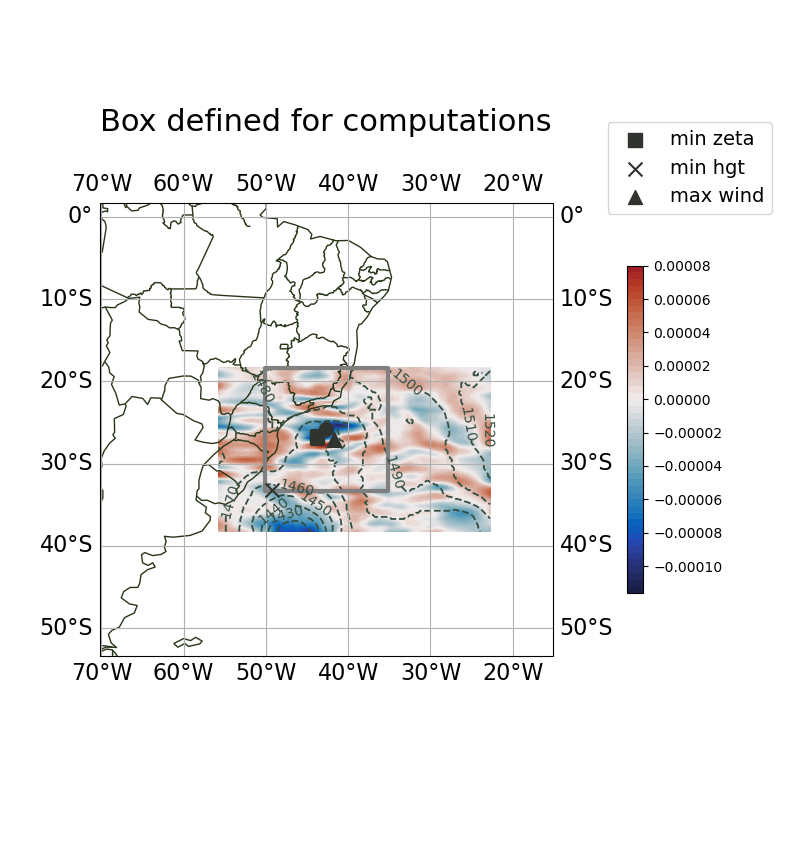 Box defined for computations
min zeta
min hgt
max wind
70°W 60°W 50°W 40°W 30°W 20°W
0° 0°
10°S 10°S
20°S 20°S
30°S 30°S
40°S 40°S
50°S 50°S
70°W 60°W 50°W 40°W 30°W 20°W
1500
1510
1520
1490
1470
1460
1450
1440
1430
0.00008
0.00006
0.00004
0.00002
0.00000
−0.00002
−0.00004
−0.00006
−0.00008
−0.00010